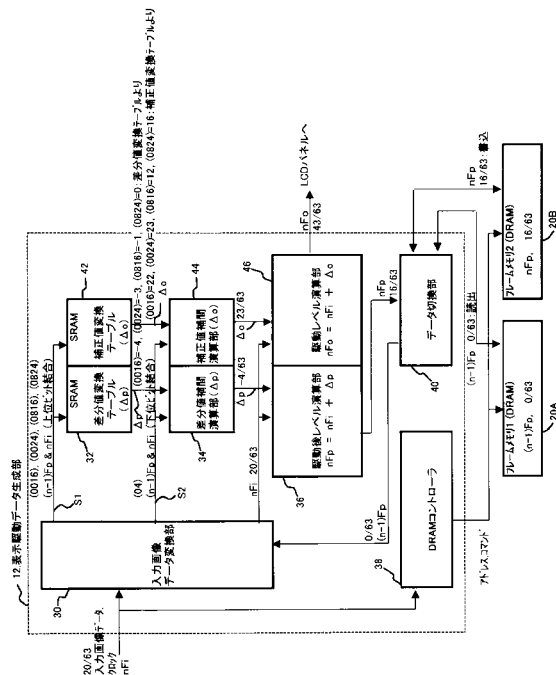 12.表示駆動データ生成部
20/63
入力画像データ,
クロック
nFi
30
入力画像
データ変換部
(0016), (0024), (0816), (0824)
(n-1)Fp & nFi (上位ビット結合)
S1
(04)
(n-1)Fp & nFi (下位ビット結合)
S2
nFi 20/63
0/63
(n-1)Fp
32
SRAM
差分値変換
テーブル
(Δp)
42
SRAM
補正値変換
テーブル
(Δo)
Δp
(0016)=-4, (0024)=-3, (0816)=-1, (0824)=0:差分値変換テーブルより
Δo
(0016)=22, (0024)=23, (0816)=12, (0824)=16:補正値変換テーブルより
34
差分値補間
演算部(Δp)
44
補正値補間
演算部(Δo)
Δp -4/63
Δo 23/63
36
駆動後レベル演算部
nFp = nFi + Δp
46
駆動レベル演算部
nFo = nFi + Δo
nFo
43/63
LCDパネルへ
nFp
16/63
38
DRAMコントローラ
40
データ切換部
アドレス,コマンド
(n-1)Fp 0/63:読出
nFp
16/63:書込
フレームメモリ1 (DRAM)
(n-1)Fp, 0/63
20A
フレームメモリ2 (DRAM)
nFp, 16/63
20B